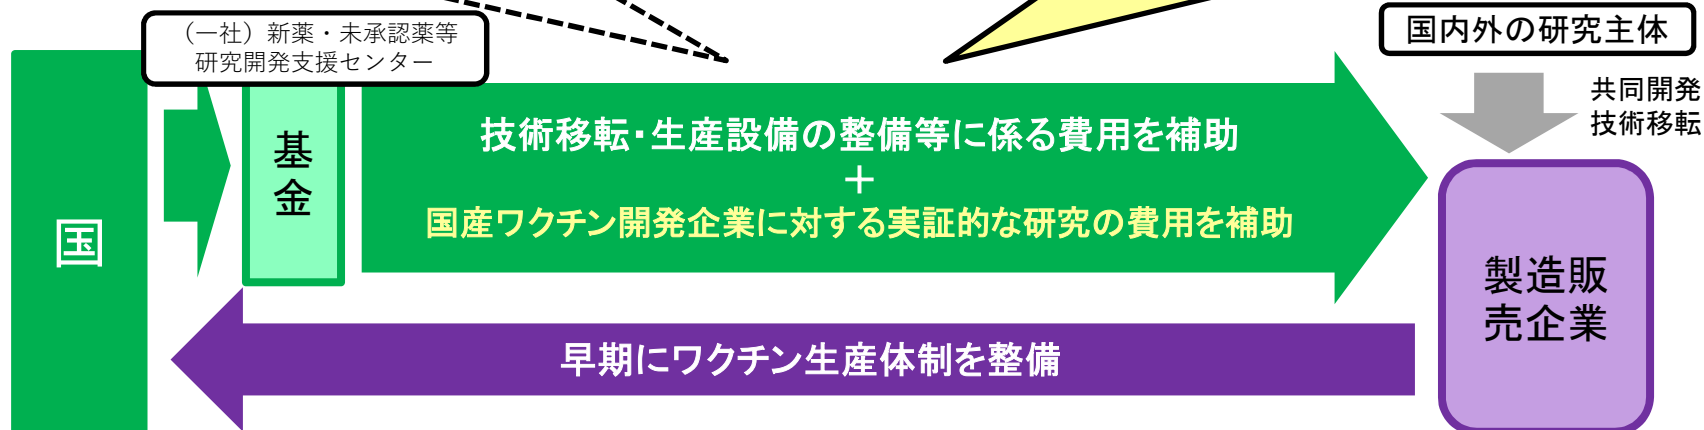 （一社）新薬・未承認薬等
研究開発支援センター
国内外の研究主体
共同開発
技術移転
国
基
金
技術移転・生産設備の整備等に係る費用を補助
＋
国産ワクチン開発企業に対する実証的な研究の費用を補助
製造販
売企業
早期にワクチン生産体制を整備